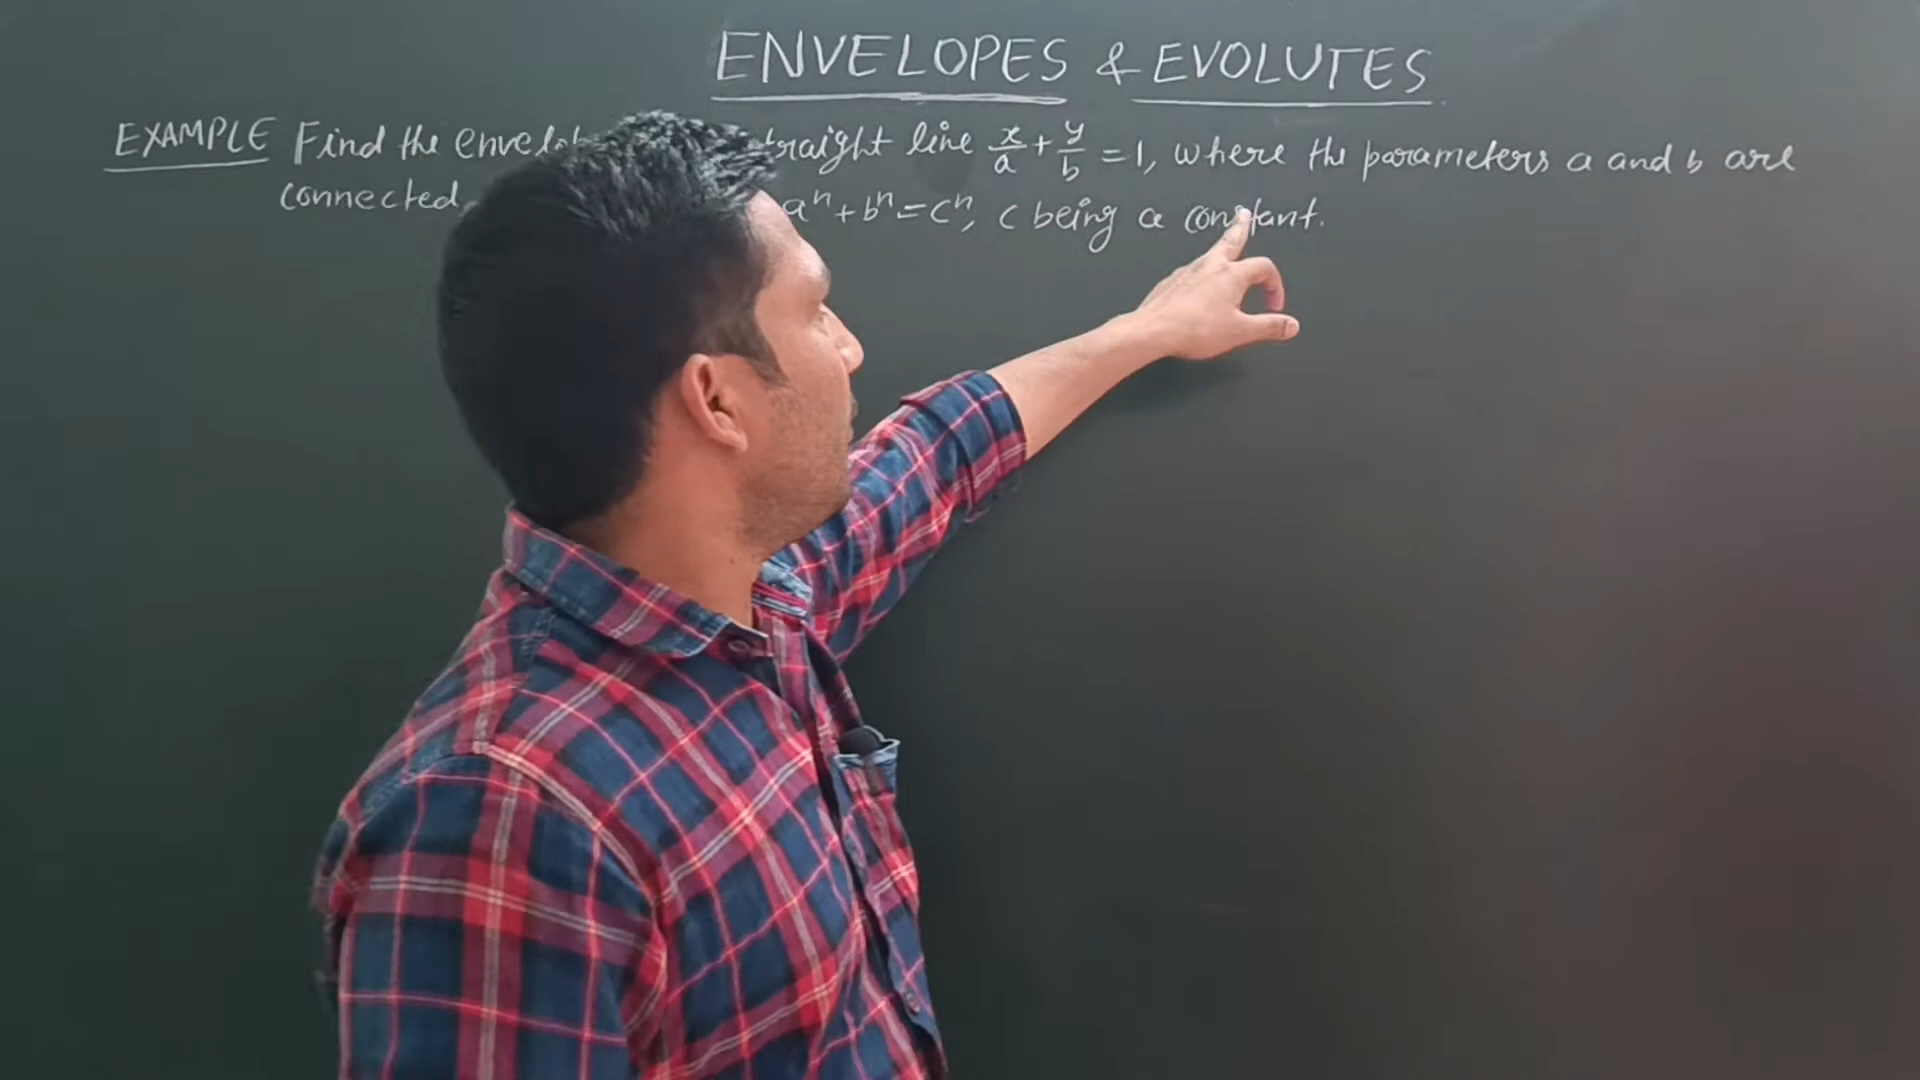 ENVELOPES & EVOLUTES
EXAMPLE Find the straight line x/a + y/b = 1, where the parameters a and b are
connected aⁿ + bⁿ = cⁿ, c being a constant.